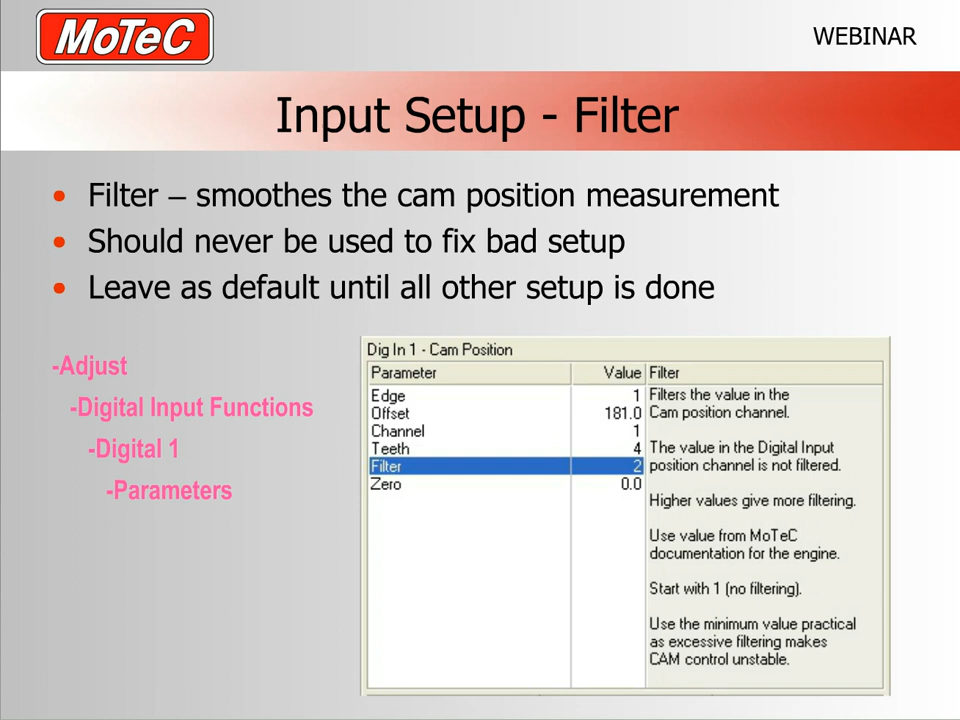 MoTeC
WEBINAR
Input Setup - Filter
• Filter – smoothes the cam position measurement
• Should never be used to fix bad setup
• Leave as default until all other setup is done
-Adjust
-Digital Input Functions
-Digital 1
-Parameters
Dig In 1 - Cam Position
Parameter Value Filter
Edge 1
Offset 181.0
Channel 1
Teeth 4
Filter 2
Zero 0.0
Filters the value in the
Cam position channel.
The value in the Digital Input
position channel is not filtered.
Higher values give more filtering.
Use value from MoTeC
documentation for the engine.
Start with 1 (no filtering).
Use the minimum value practical
as excessive filtering makes
CAM control unstable.